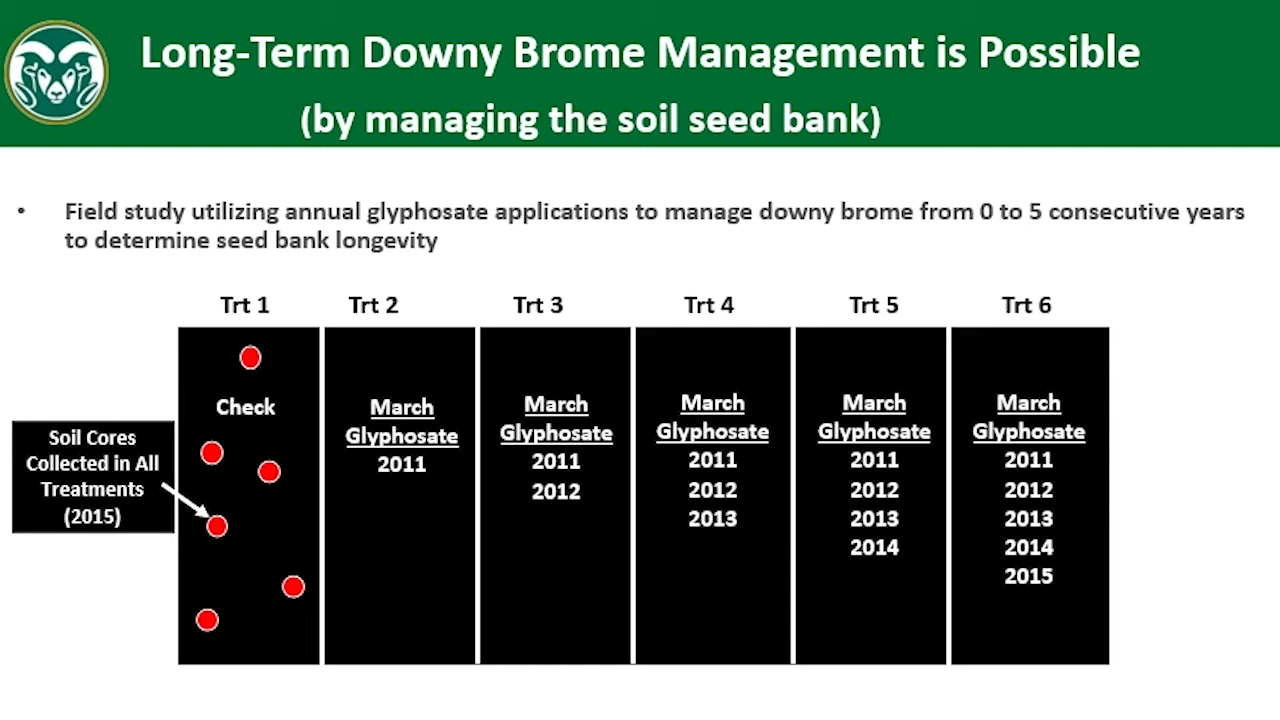 Long-Term Downy Brome Management is Possible
(by managing the soil seed bank)
• Field study utilizing annual glyphosate applications to manage downy brome from 0 to 5 consecutive years
to determine seed bank longevity
Trt 1
Trt 2
Trt 3
Trt 4
Trt 5
Trt 6
Soil Cores
Collected in All
Treatments
(2015)
Check
March
Glyphosate
2011
March
Glyphosate
2011
2012
March
Glyphosate
2011
2012
2013
March
Glyphosate
2011
2012
2013
2014
March
Glyphosate
2011
2012
2013
2014
2015